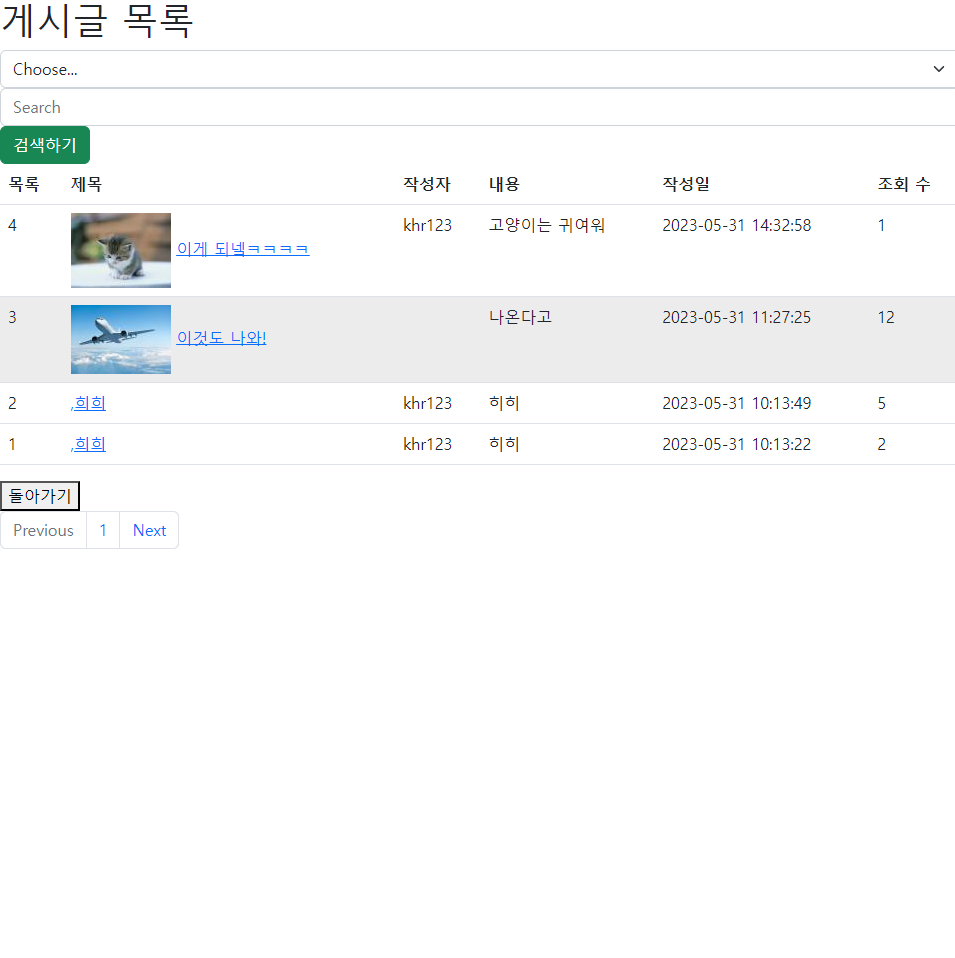 게시글 목록
Choose...
Search
검색하기
목록 제목 작성자 내용 작성일 조회 수
4 이게 되넼ㅋㅋㅋㅋ khr123 고양이는 귀여워 2023-05-31 14:32:58 1
3 이것도 나와! 나온다고 2023-05-31 11:27:25 12
2 ,희희 khr123 히히 2023-05-31 10:13:49 5
1 ,희희 khr123 히히 2023-05-31 10:13:22 2
돌아가기
Previous 1 Next